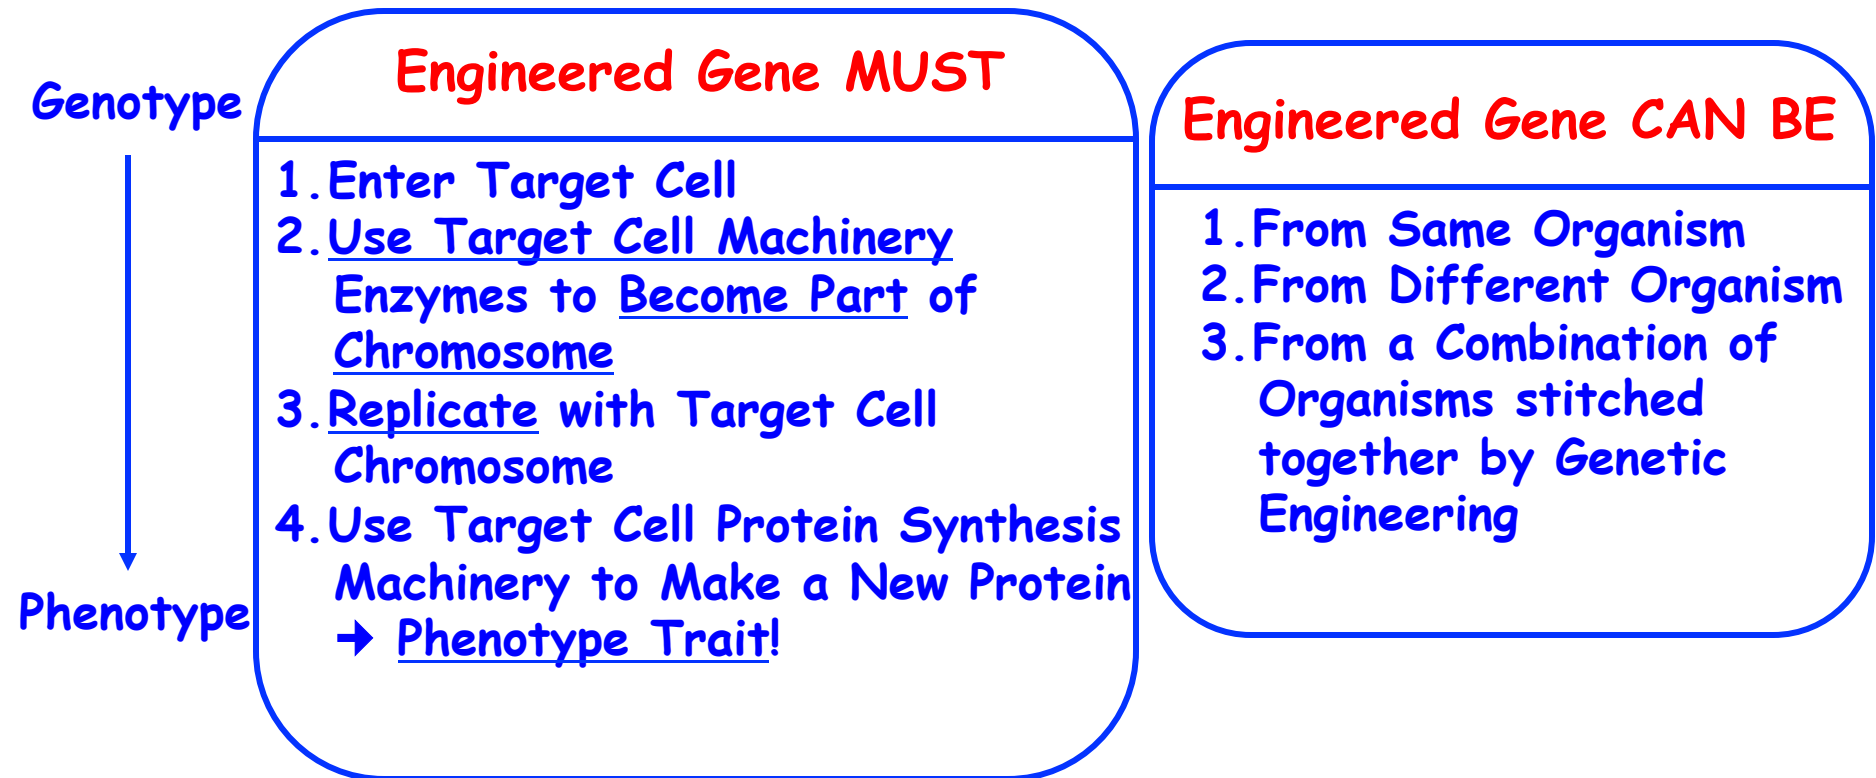 Genotype
Phenotype
Engineered Gene MUST
1.Enter Target Cell
2.Use Target Cell Machinery
Enzymes to Become Part of
Chromosome
3.Replicate with Target Cell
Chromosome
4.Use Target Cell Protein Synthesis
Machinery to Make a New Protein
➔ Phenotype Trait!
Engineered Gene CAN BE
1.From Same Organism
2.From Different Organism
3.From a Combination of
Organisms stitched
together by Genetic
Engineering